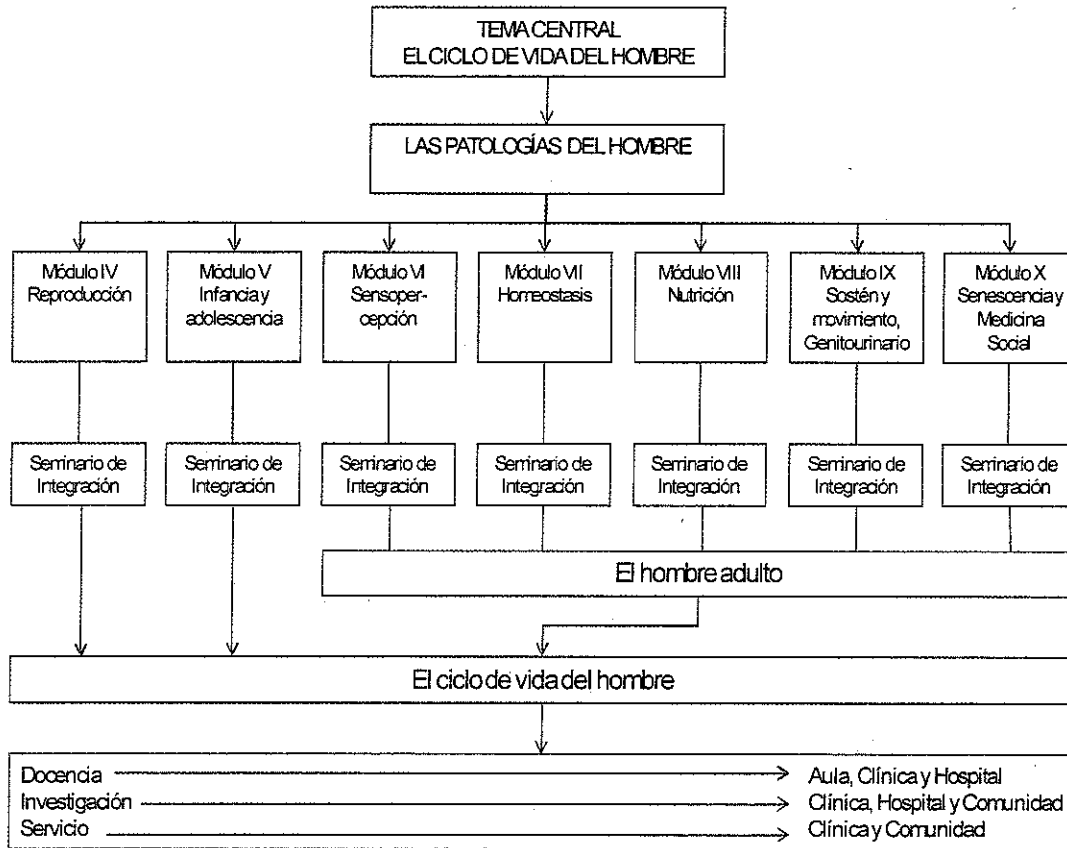 TEMA CENTRAL
EL CICLO DE VIDA DEL HOMBRE
LAS PATOLOGÍAS DEL HOMBRE
Módulo IV
Reproducción
Módulo V
Infancia y
adolescencia
Módulo VI
Sensoper-
cepción
Módulo VII
Homeostasis
Módulo VIII
Nutrición
Módulo IX
Sostén y
movimiento,
Genitourinario
Módulo X
Senescencia y
Medicina
Social
Seminario de
Integración
Seminario de
Integración
Seminario de
Integración
Seminario de
Integración
Seminario de
Integración
Seminario de
Integración
Seminario de
Integración
El hombre adulto
El ciclo de vida del hombre
Docencia Aula, Clínica y Hospital
Investigación Clínica, Hospital y Comunidad
Servicio Clínica y Comunidad